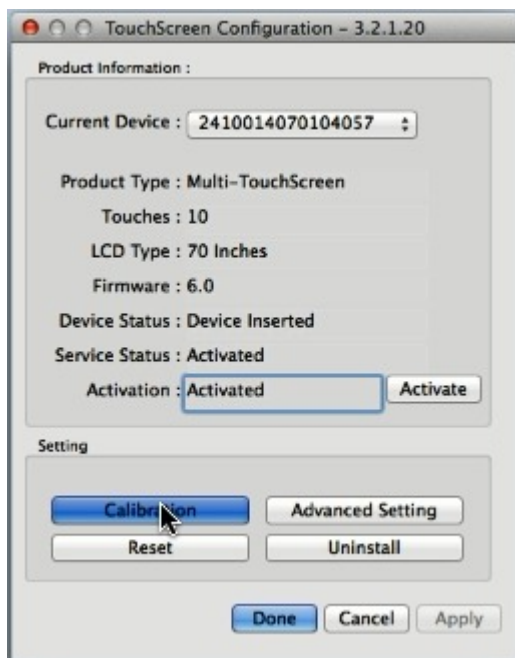 TouchScreen Configuration – 3.2.1.20
Product Information :
Current Device : 2410014070104057
Product Type : Multi-TouchScreen
Touches : 10
LCD Type : 70 Inches
Firmware : 6.0
Device Status : Device Inserted
Service Status : Activated
Activation : Activated Activate
Setting
Calibration Advanced Setting
Reset Uninstall
Done Cancel Apply